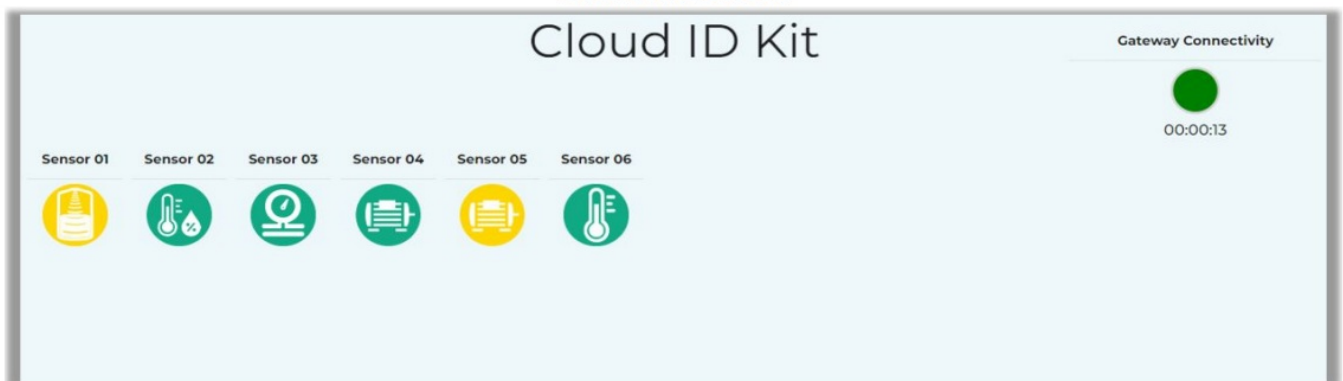 Cloud ID Kit
Gateway Connectivity
00:00:13
Sensor 01 Sensor 02 Sensor 03 Sensor 04 Sensor 05 Sensor 06
%